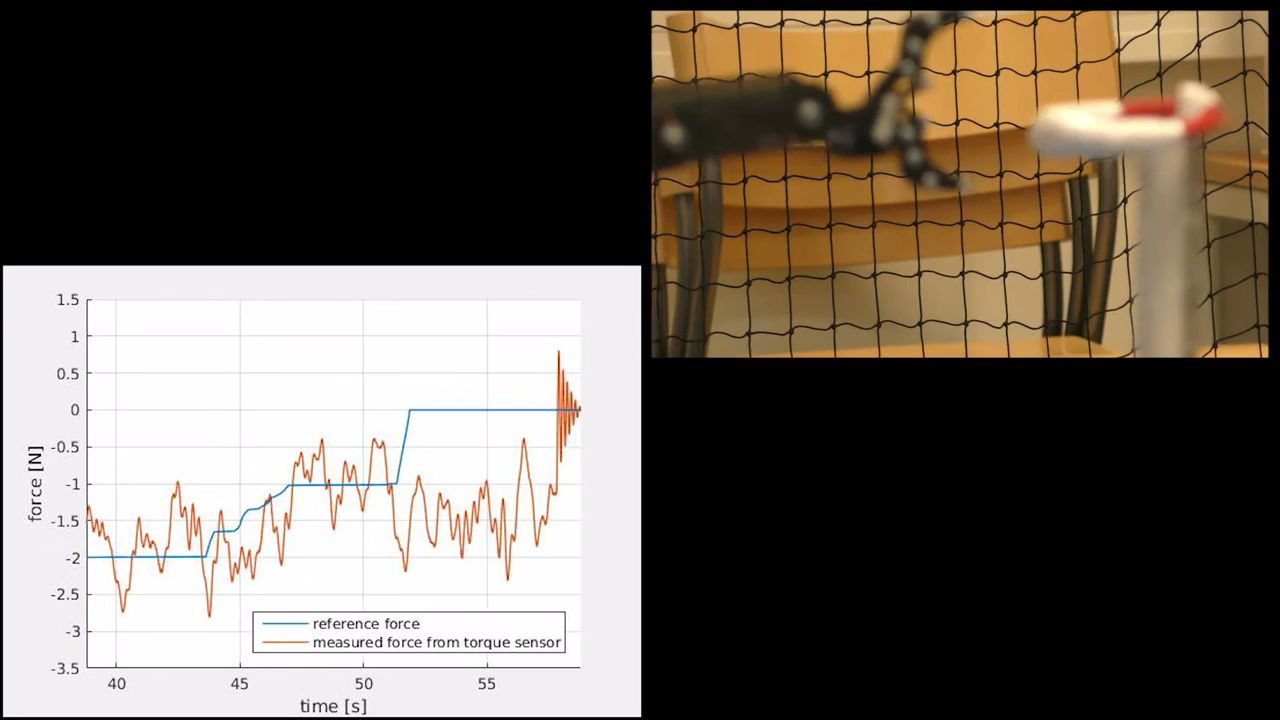 1.5
1
0.5
0
-0.5
-1
-1.5
-2
-2.5
-3
-3.5
force [N]
reference force
measured force from torque sensor
40 45 50 55
time [s]